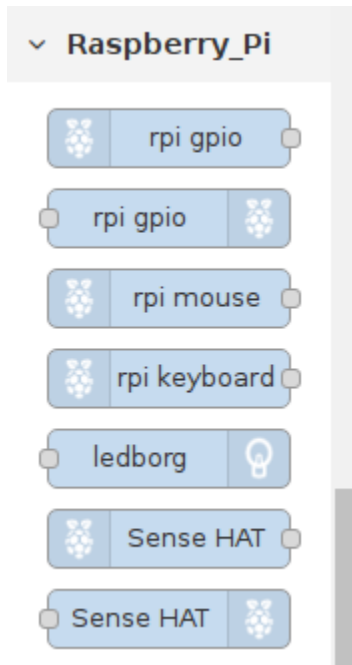 Raspberry_Pi
rpi gpio
rpi gpio
rpi mouse
rpi keyboard
ledborg
Sense HAT
Sense HAT